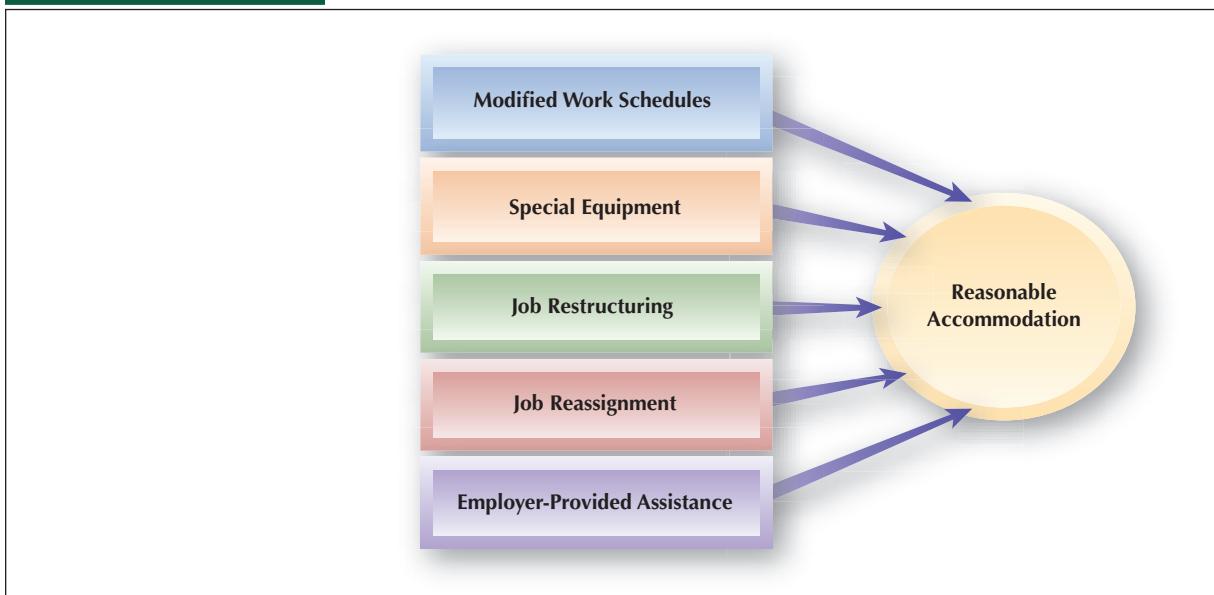 Modified Work Schedules
Special Equipment
Job Restructuring
Job Reassignment
Employer-Provided Assistance
Reasonable
Accommodation